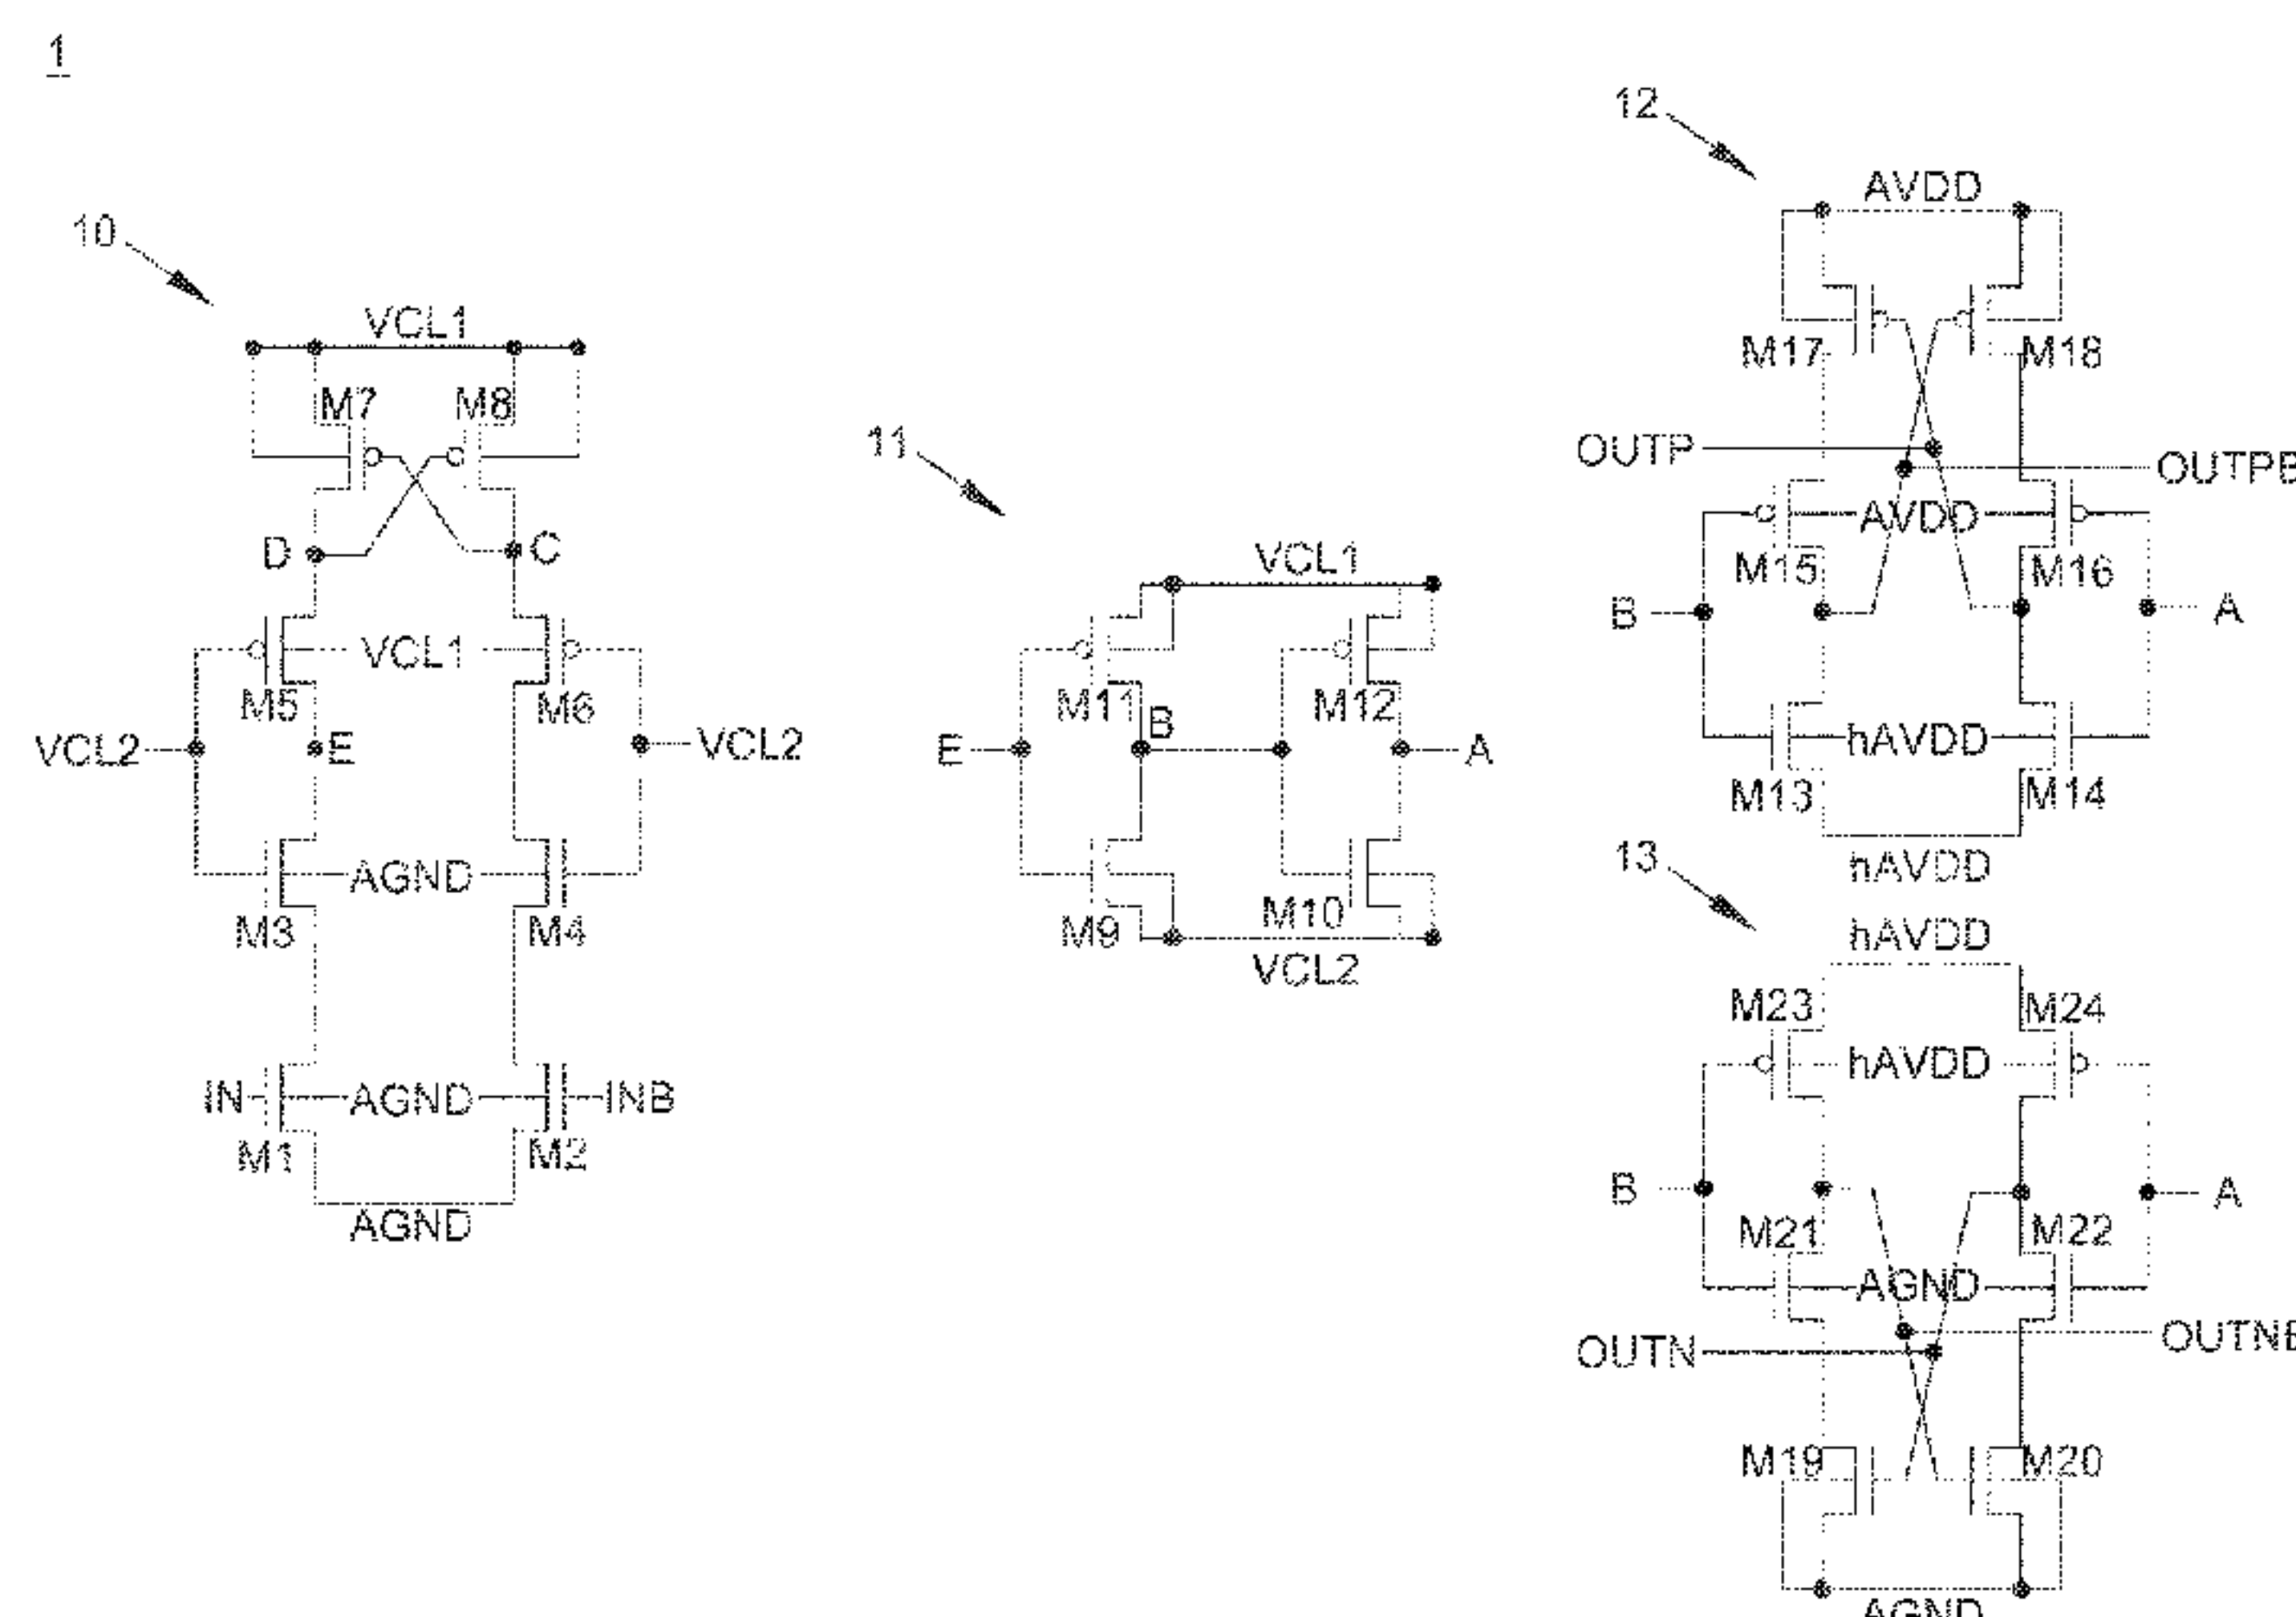 1
10
VCL1
M7 M8
D C
VCL1
M5 M6
VCL2 E VCL2
AGND
M3 M4
IN AGND INB
M1 M2
AGND
11
VCL1
M11 M12
E B A
M9 M10
VCL2
12
AVDD
M17 M18
OUTP OUTPB
AVDD
M15 M16
B A
hAVDD
M13 M14
hAVDD
13
hAVDD
M23 M24
hAVDD
B A
M21 M22
AGND
OUTN OUTNB
M19 M20
AGND